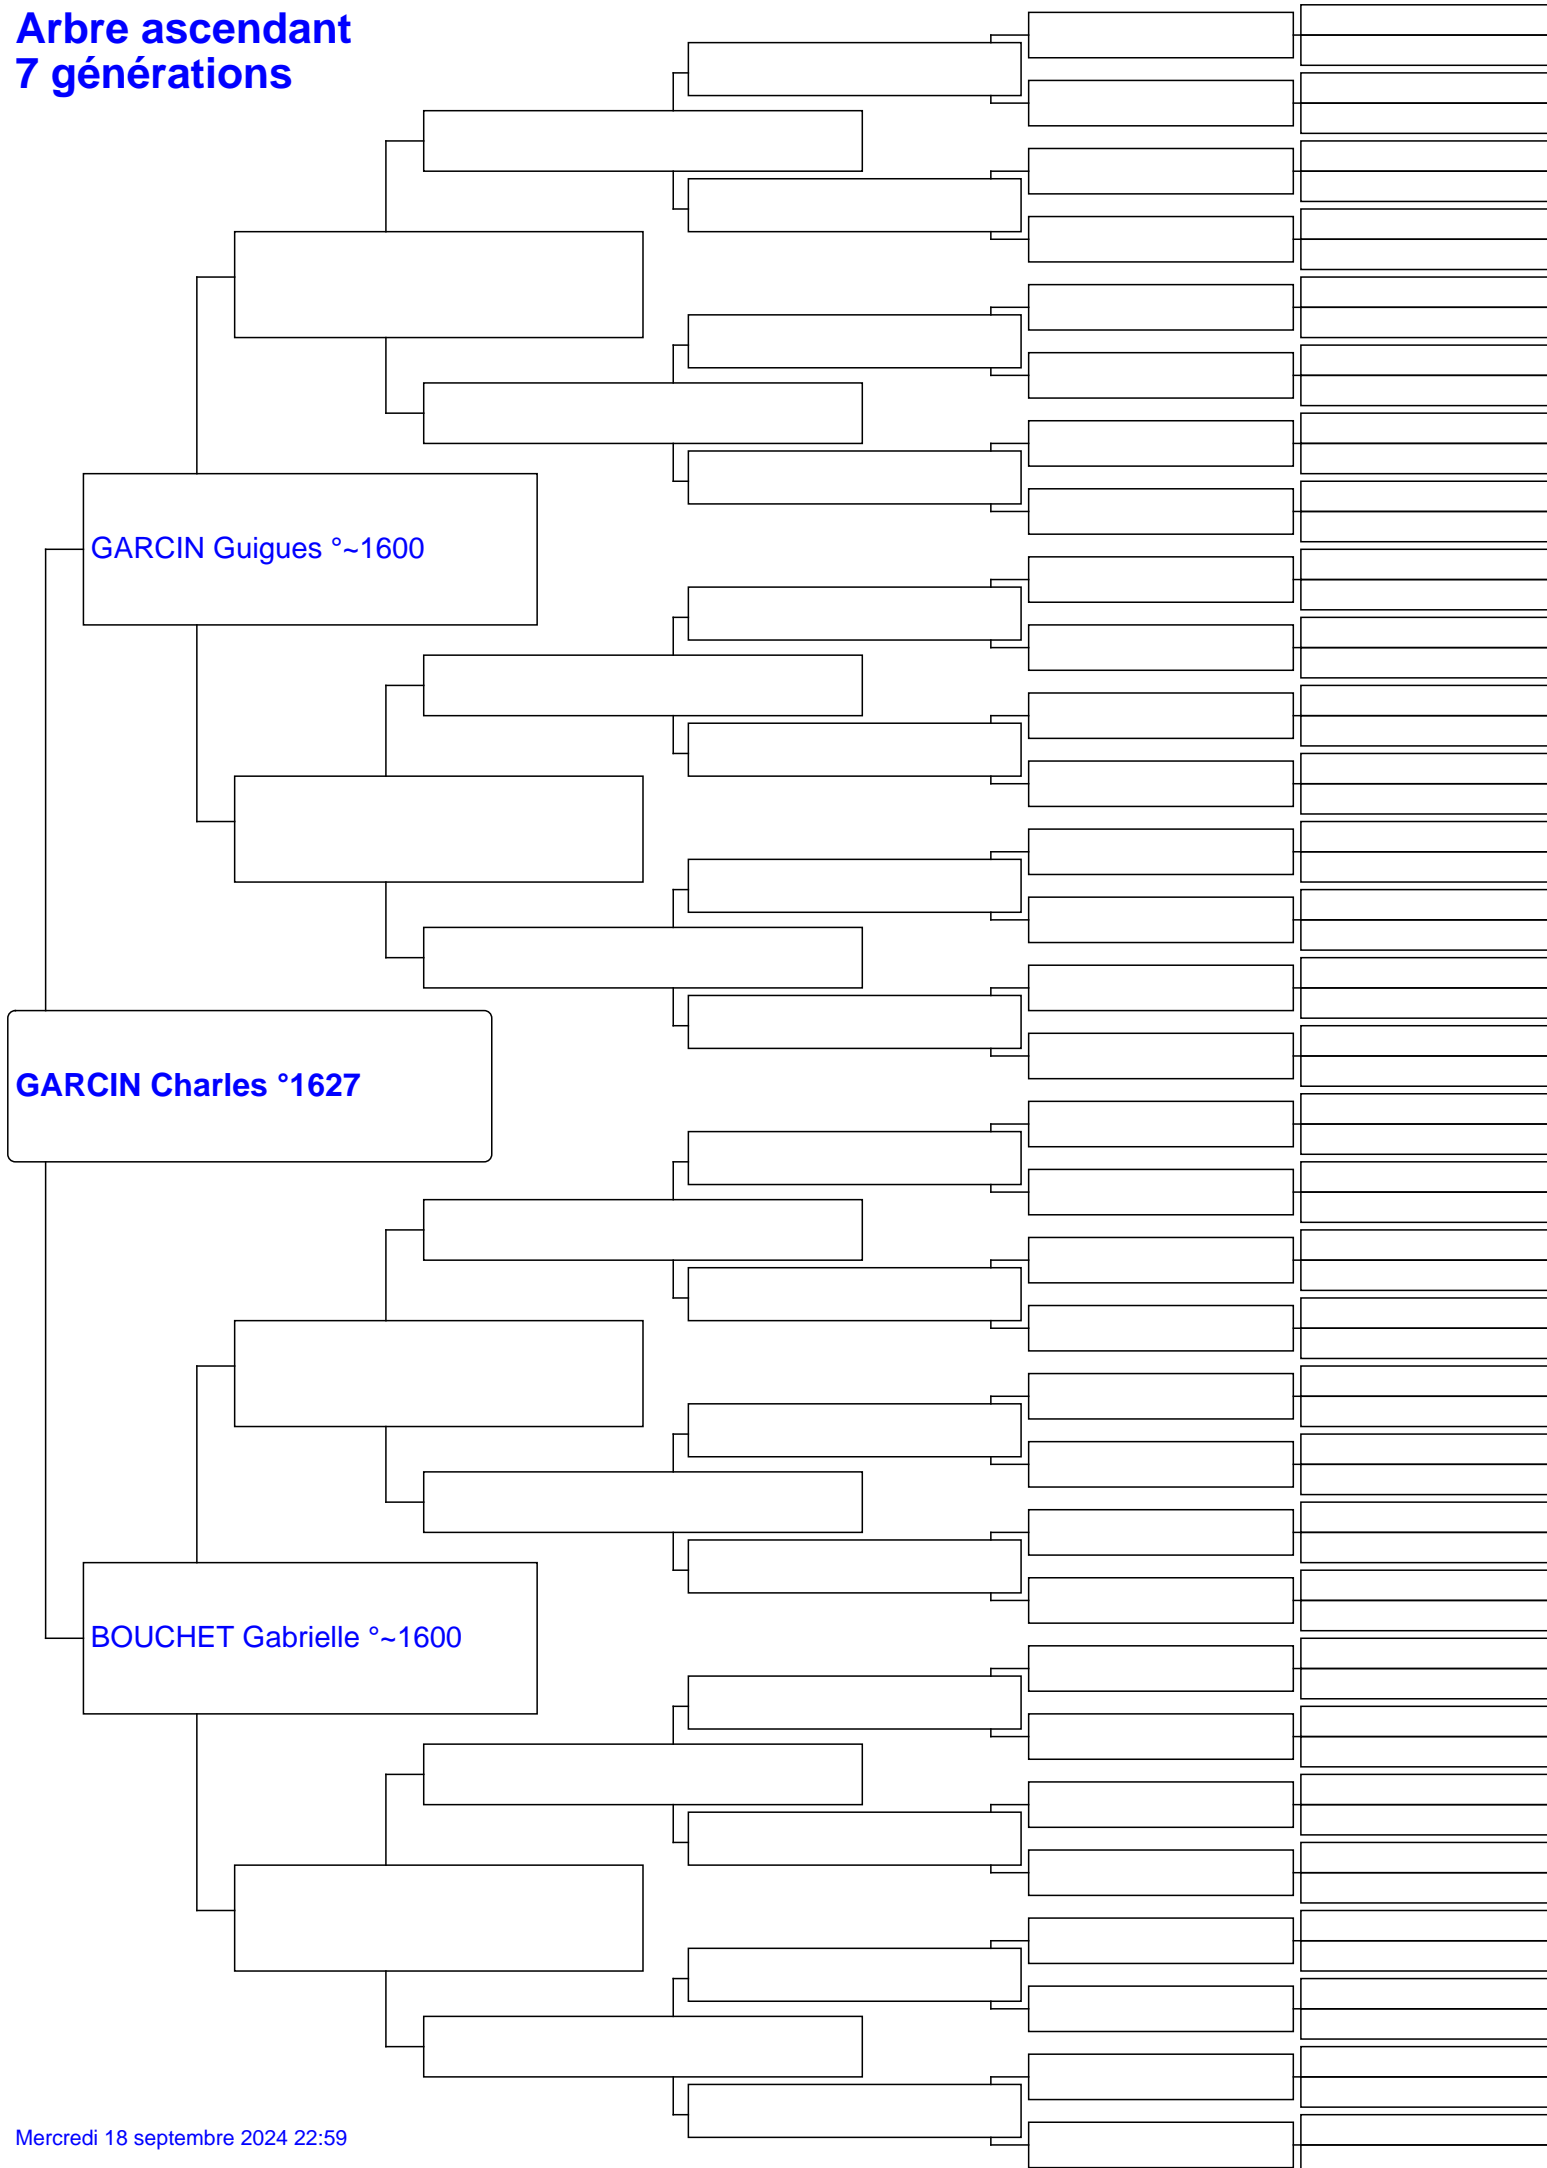 Arbre ascendant
7 générations
GARCIN Guigues °~1600
GARCIN Charles °1627
BOUCHET Gabrielle °~1600
Mercredi 18 septembre 2024 22:59